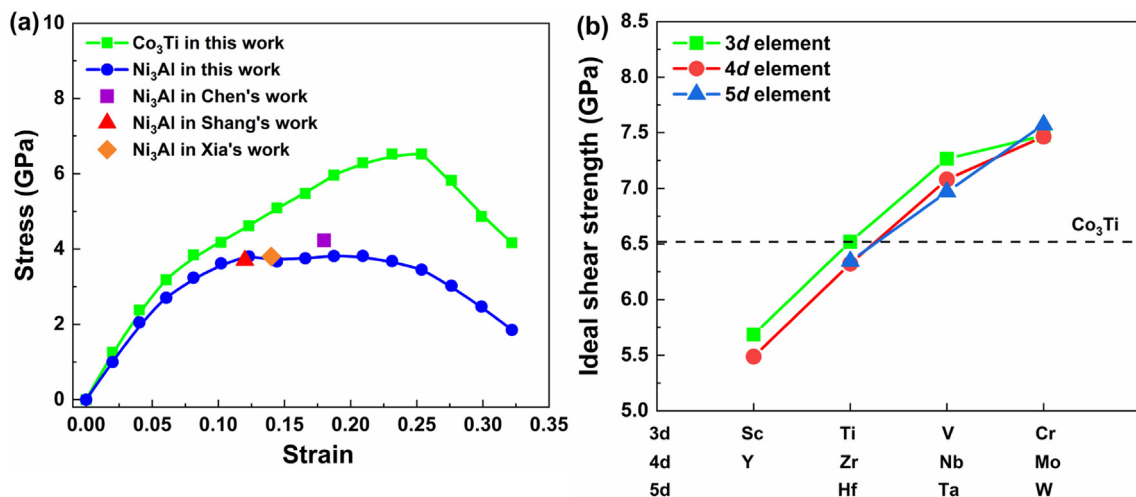 (a)
10
8
6
4
2
0
Stress (GPa)
Co₃Ti in this work
Ni₃Al in this work
Ni₃Al in Chen's work
Ni₃Al in Shang's work
Ni₃Al in Xia's work
0.00 0.05 0.10 0.15 0.20 0.25 0.30 0.35
Strain
(b)
8.5
8.0
7.5
7.0
6.5
6.0
5.5
5.0
Ideal shear strength (GPa)
3d element
4d element
5d element
Co₃Ti
3d Sc Ti V Cr
4d Y Zr Nb Mo
5d Hf Ta W